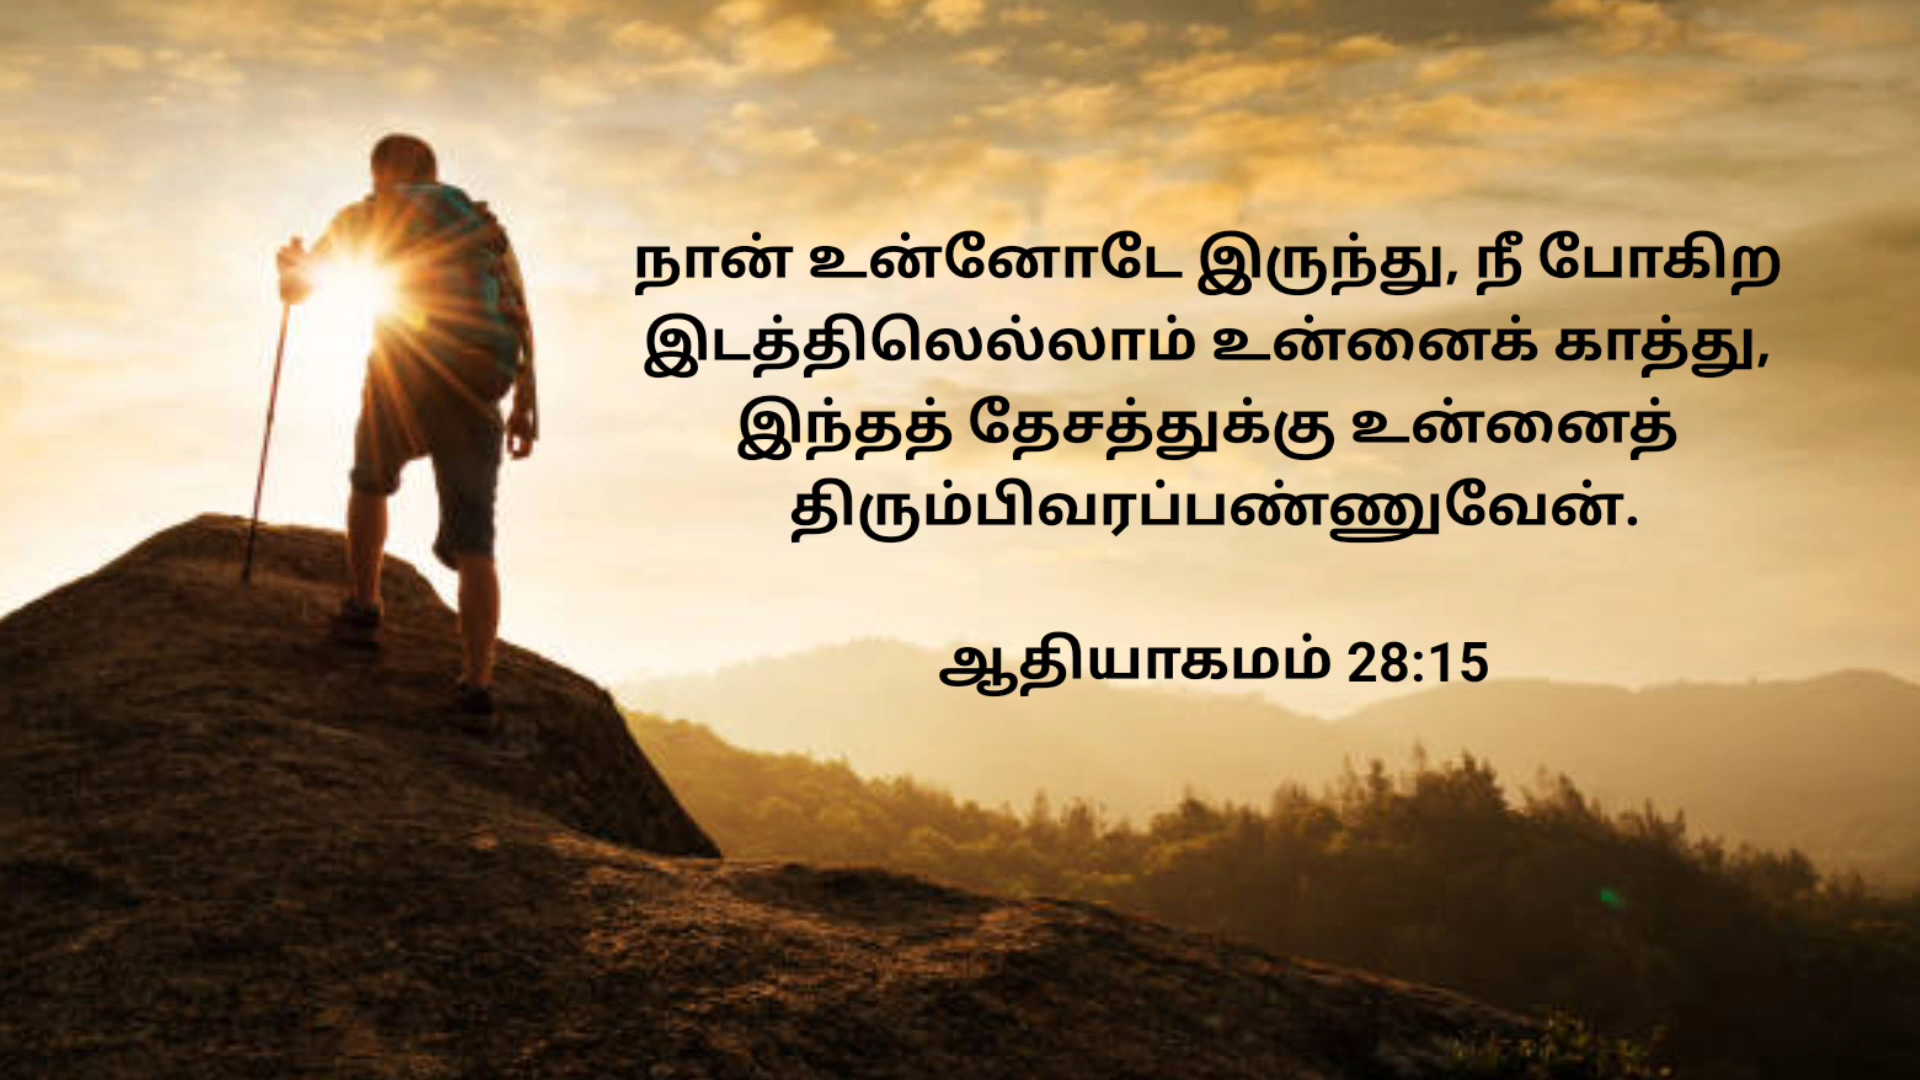 நான் உன்னோடே இருந்து, நீ போகிற
இடத்திலெல்லாம் உன்னைக் காத்து,
இந்தத் தேசத்துக்கு உன்னைத்
திரும்பிவரப்பண்ணுவேன்.
ஆதியாகமம் 28:15